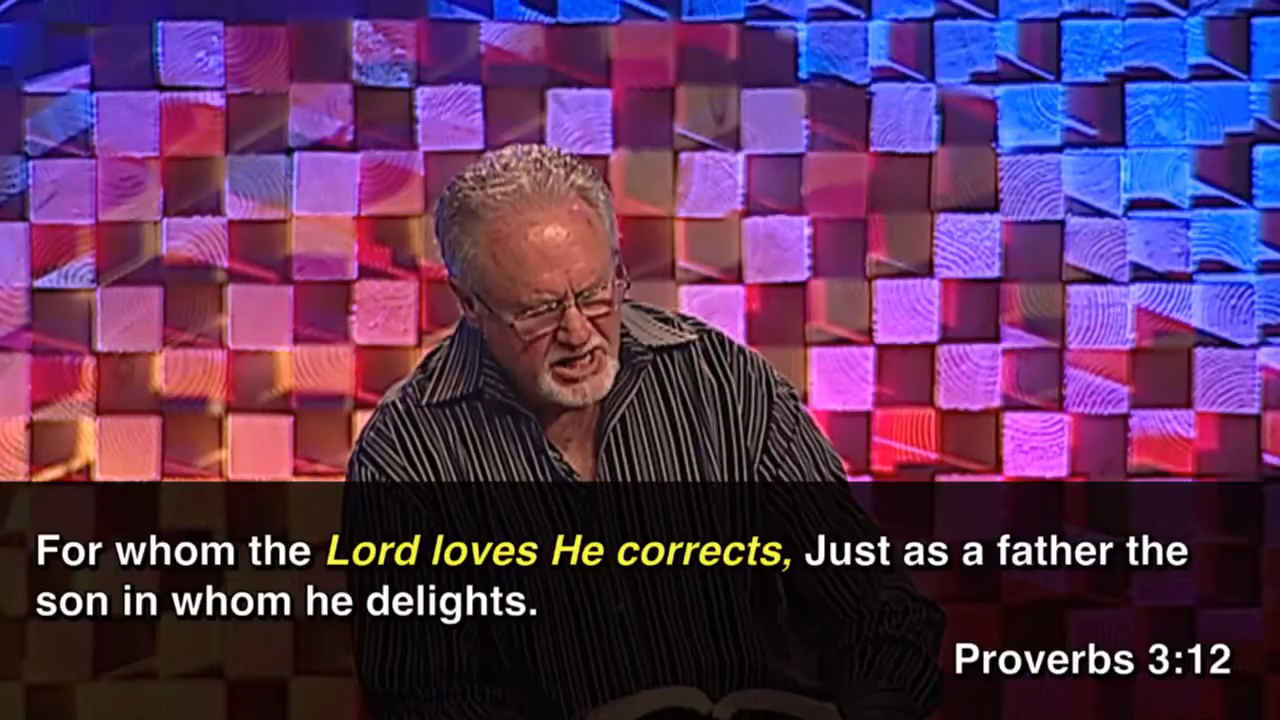 For whom the Lord loves He corrects, Just as a father the
son in whom he delights.
Proverbs 3:12